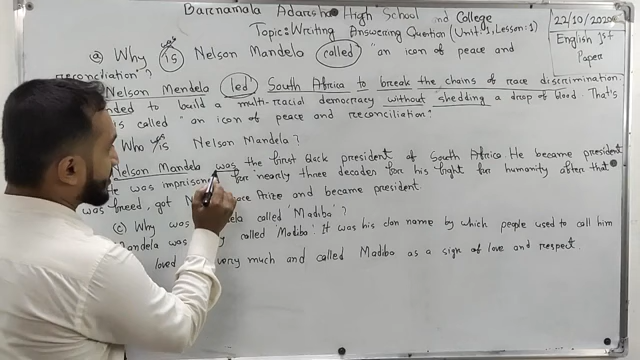 Barnamala Adarsha High School and College
22/10/2020
Topic: Writing Answering Question (Unit: 1, Lesson: 1)
English 1st Paper
a) Why is was Nelson Mandela called "an icon of peace and
reconciliation"?
Nelson Mendela led South Africa to break the chains of race discrimination.
to build a multi-racial democracy without shedding a drop of blood. That's
is called "an icon of peace and reconciliation."
Who is Nelson Mandela?
Nelson Mandela was the first black president of South Africa. He became president
was imprisoned for nearly three decades for his fight for humanity after that
was freed, got Prize and became president.
(c) Why was called 'Madiba'?
Mandela was called 'Madiba'. It was his clan name by which people used to call him
loved very much and called Madiba as a sign of love and respect.